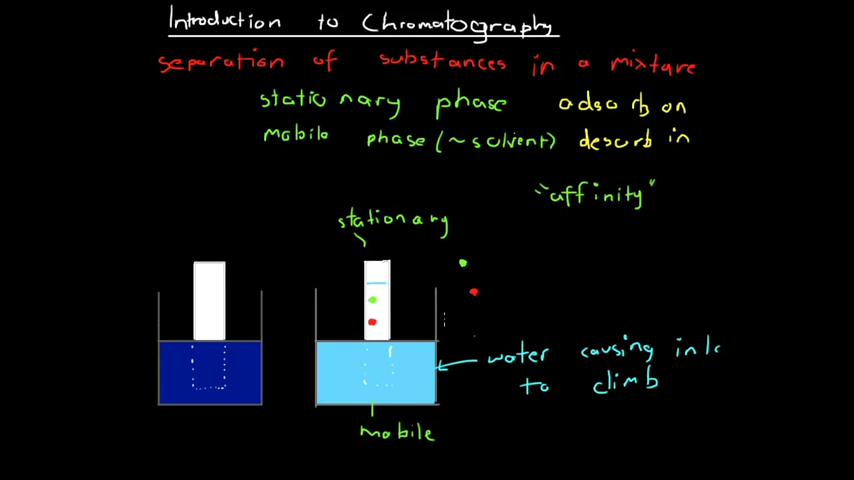 Introduction to Chromatography
separation of substances in a mixture
stationary phase adsorb on
mobile phase (~solvent) desorb in
"affinity"
stationary
water causing ink
to climb
mobile